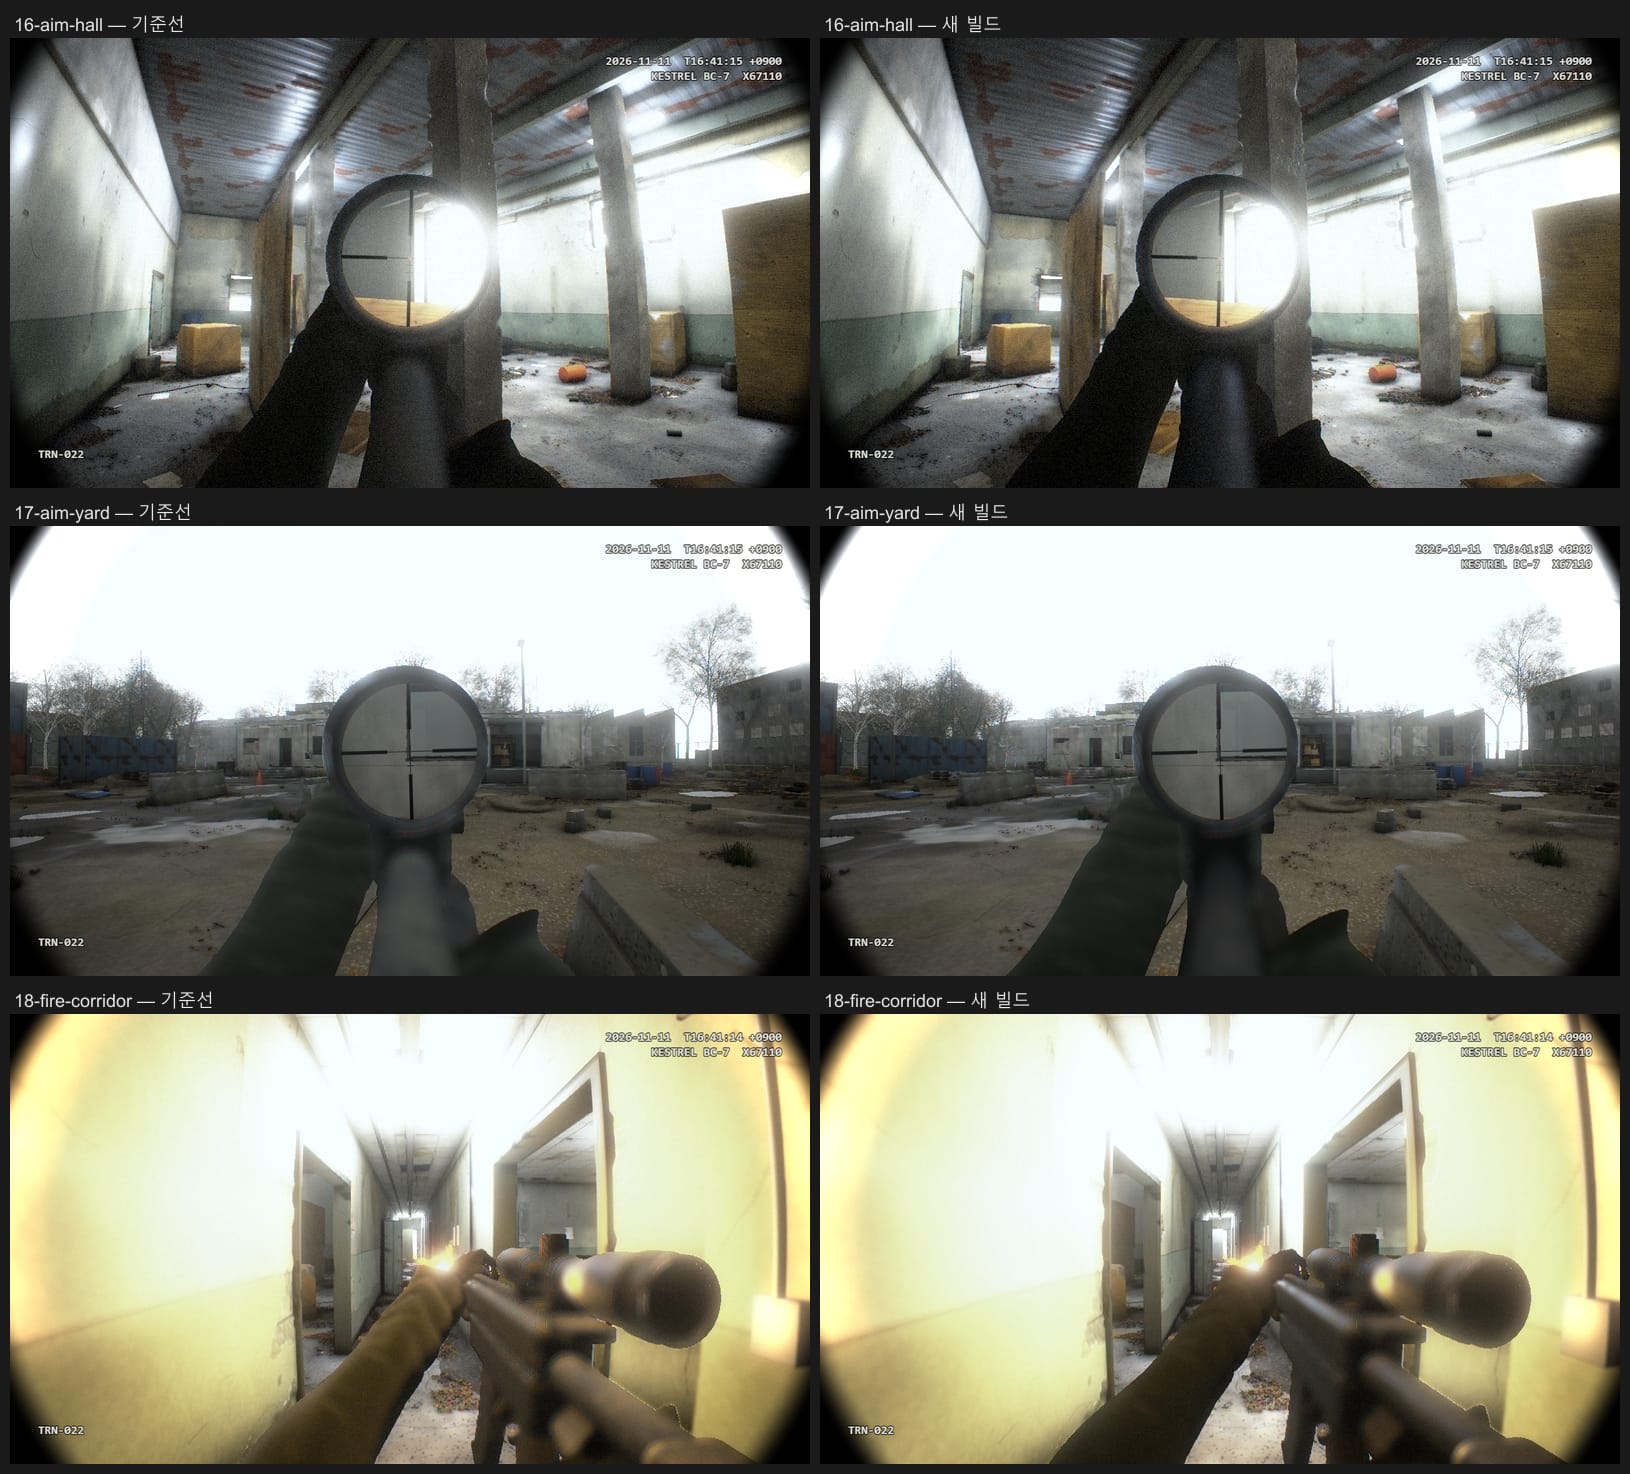 16-aim-hall — 기준선
2026-11-11 T16:41:15 +0900
KESTREL BC-7 X67110
TRN-022
16-aim-hall — 새 빌드
2026-11-11 T16:41:15 +0900
KESTREL BC-7 X67110
TRN-022
17-aim-yard — 기준선
2026-11-11 T16:41:15 +0900
KESTREL BC-7 X67110
TRN-022
17-aim-yard — 새 빌드
2026-11-11 T16:41:15 +0900
KESTREL BC-7 X67110
TRN-022
18-fire-corridor — 기준선
2026-11-11 T16:41:14 +0900
KESTREL BC-7 X67110
TRN-022
18-fire-corridor — 새 빌드
2026-11-11 T16:41:14 +0900
KESTREL BC-7 X67110
TRN-022